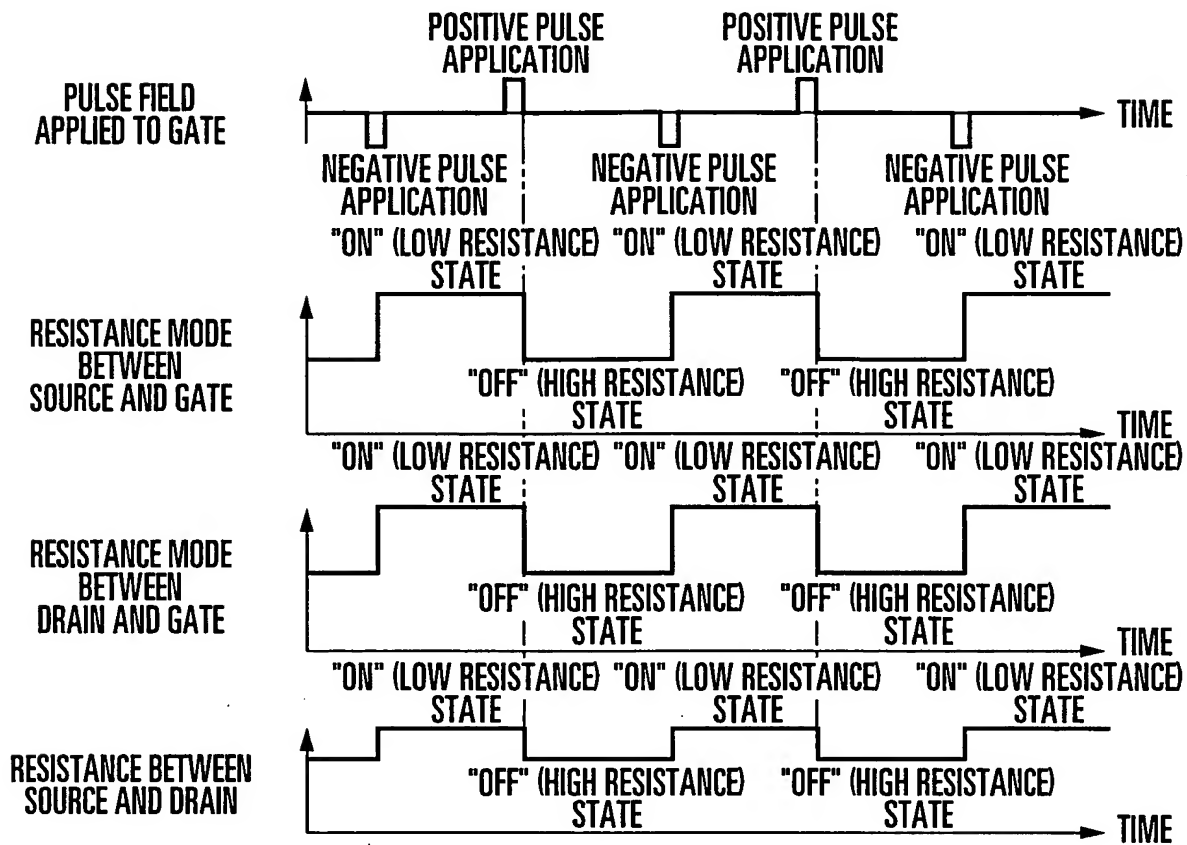 POSITIVE PULSE
APPLICATION
POSITIVE PULSE
APPLICATION
PULSE FIELD
APPLIED TO GATE
TIME
NEGATIVE PULSE
APPLICATION
NEGATIVE PULSE
APPLICATION
NEGATIVE PULSE
APPLICATION
"ON" (LOW RESISTANCE)
STATE
"ON" (LOW RESISTANCE)
STATE
"ON" (LOW RESISTANCE)
STATE
RESISTANCE MODE
BETWEEN
SOURCE AND GATE
"OFF" (HIGH RESISTANCE)
STATE
"OFF" (HIGH RESISTANCE)
STATE
TIME
"ON" (LOW RESISTANCE)
STATE
"ON" (LOW RESISTANCE)
STATE
"ON" (LOW RESISTANCE)
STATE
RESISTANCE MODE
BETWEEN
DRAIN AND GATE
"OFF" (HIGH RESISTANCE)
STATE
"OFF" (HIGH RESISTANCE)
STATE
TIME
"ON" (LOW RESISTANCE)
STATE
"ON" (LOW RESISTANCE)
STATE
"ON" (LOW RESISTANCE)
STATE
RESISTANCE BETWEEN
SOURCE AND DRAIN
"OFF" (HIGH RESISTANCE)
STATE
"OFF" (HIGH RESISTANCE)
STATE
TIME